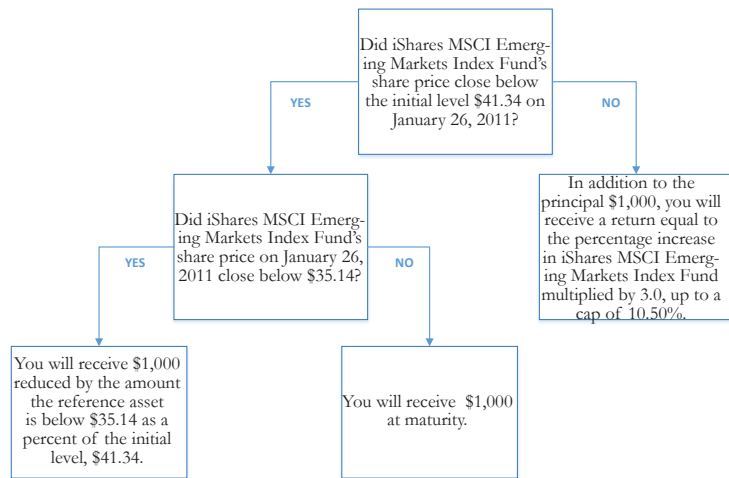 Did iShares MSCI Emerg-
ing Markets Index Fund's
share price close below
the initial level $41.34 on
January 26, 2011?
YES
NO
Did iShares MSCI Emerg-
ing Markets Index Fund's
share price on January 26,
2011 close below $35.14?
In addition to the
principal $1,000, you will
receive a return equal to
the percentage increase
in iShares MSCI Emerg-
ing Markets Index Fund
multiplied by 3.0, up to a
cap of 10.50%.
YES
NO
You will receive $1,000
reduced by the amount
the reference asset
is below $35.14 as a
percent of the initial
level, $41.34.
You will receive $1,000
at maturity.